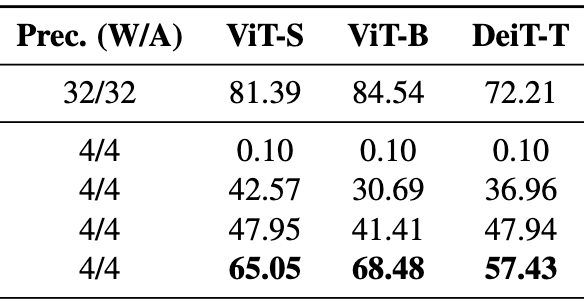 Prec. (W/A) ViT-S ViT-B DeiT-T
32/32 81.39 84.54 72.21
4/4 0.10 0.10 0.10
4/4 42.57 30.69 36.96
4/4 47.95 41.41 47.94
4/4 65.05 68.48 57.43